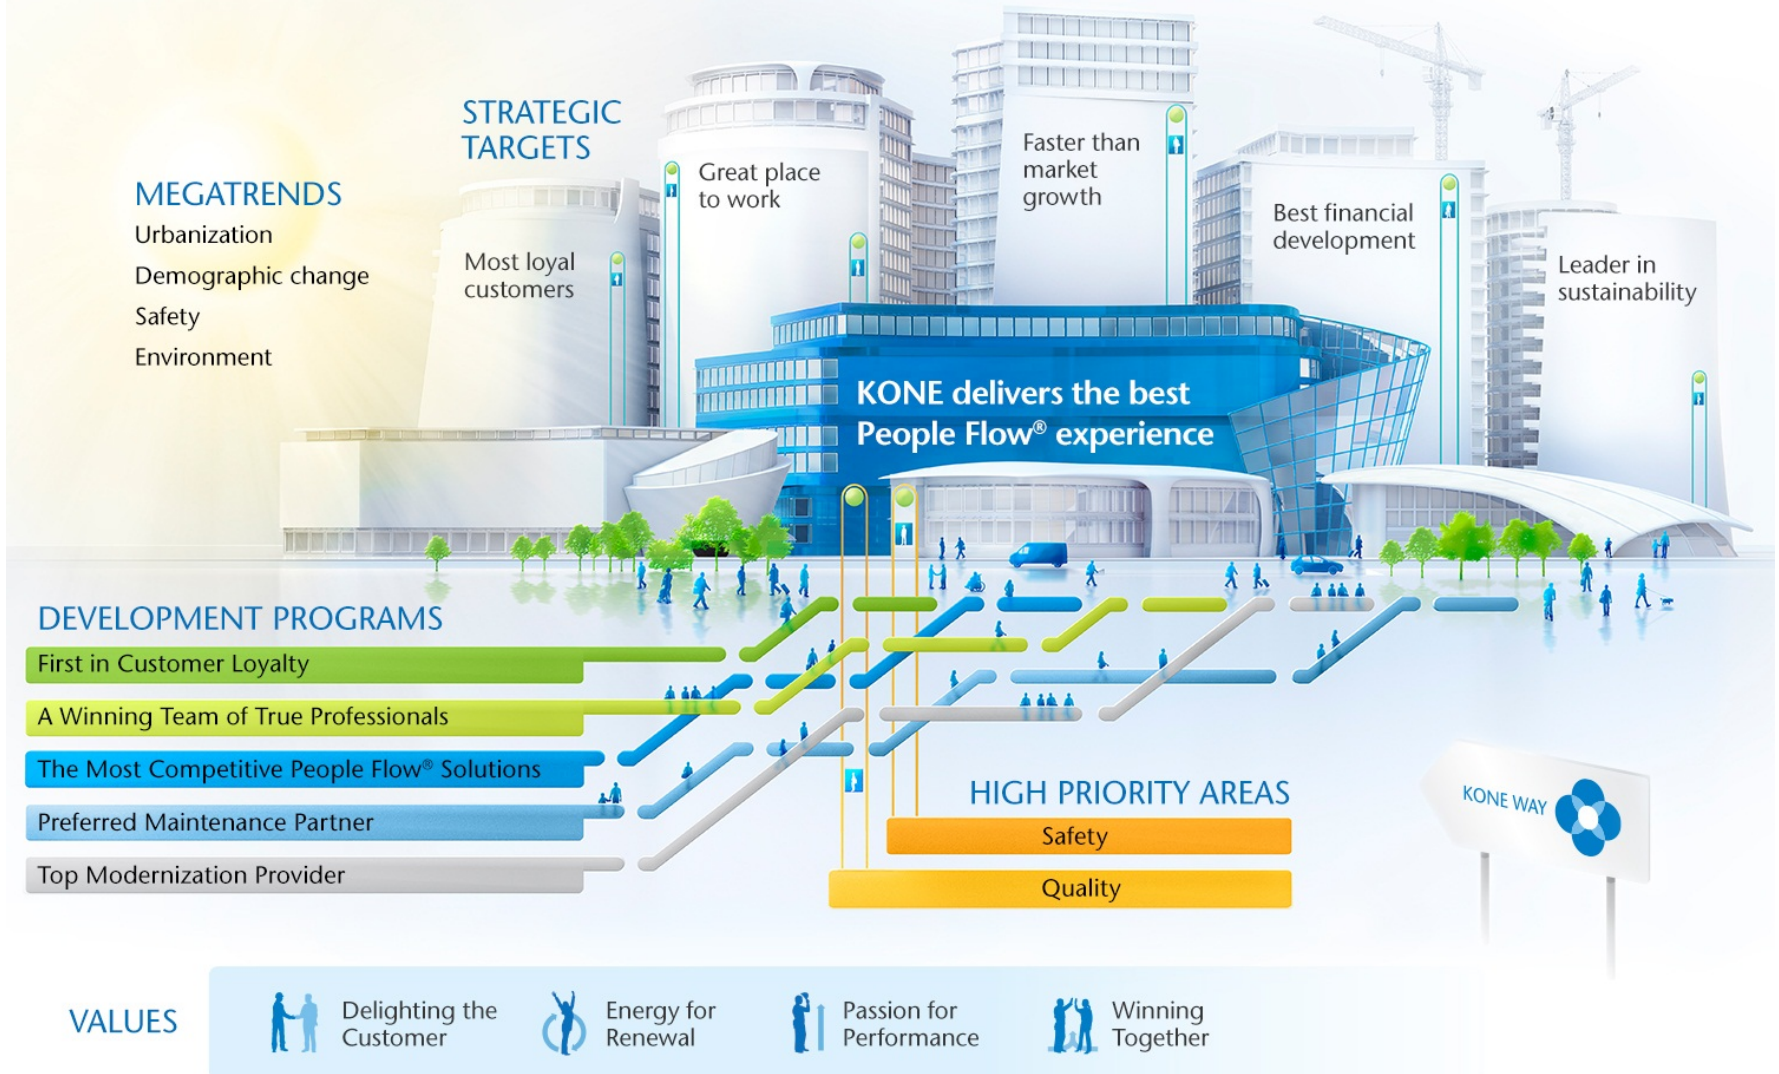 STRATEGIC
TARGETS
MEGATRENDS
Urbanization
Demographic change
Safety
Environment
Most loyal
customers
Great place
to work
Faster than
market
growth
Best financial
development
Leader in
sustainability
KONE delivers the best
People Flow® experience
DEVELOPMENT PROGRAMS
First in Customer Loyalty
A Winning Team of True Professionals
The Most Competitive People Flow® Solutions
Preferred Maintenance Partner
Top Modernization Provider
HIGH PRIORITY AREAS
Safety
Quality
KONE WAY
VALUES
Delighting the
Customer
Energy for
Renewal
Passion for
Performance
Winning
Together